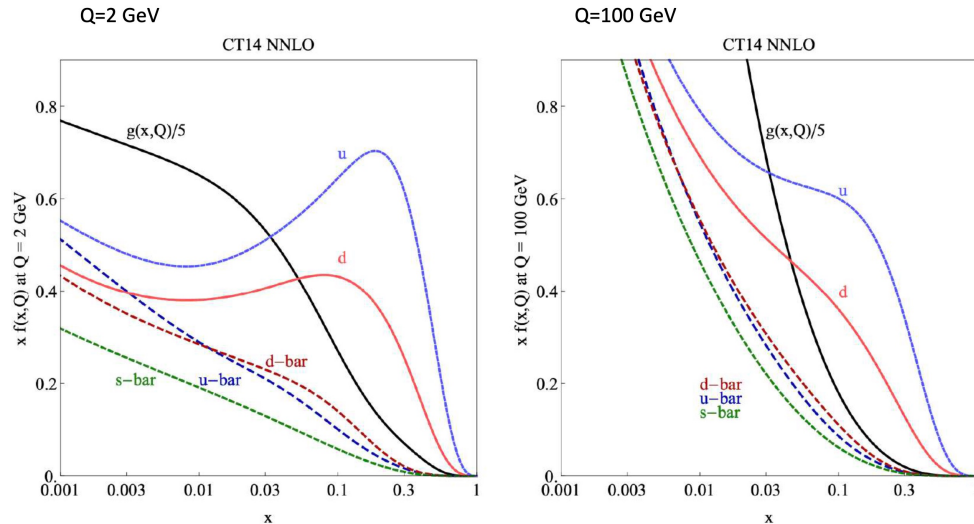 Q=2 GeV
CT14 NNLO
x f(x,Q) at Q = 2 GeV
0.8
0.6
0.4
0.2
0.
g(x,Q)/5
u
d
d−bar
u−bar
s−bar
0.001 0.003 0.01 0.03 0.1 0.3 1
x
Q=100 GeV
CT14 NNLO
x f(x,Q) at Q = 100 GeV
0.8
0.6
0.4
0.2
0.
g(x,Q)/5
u
d
d−bar
u−bar
s−bar
0.001 0.003 0.01 0.03 0.1 0.3
x